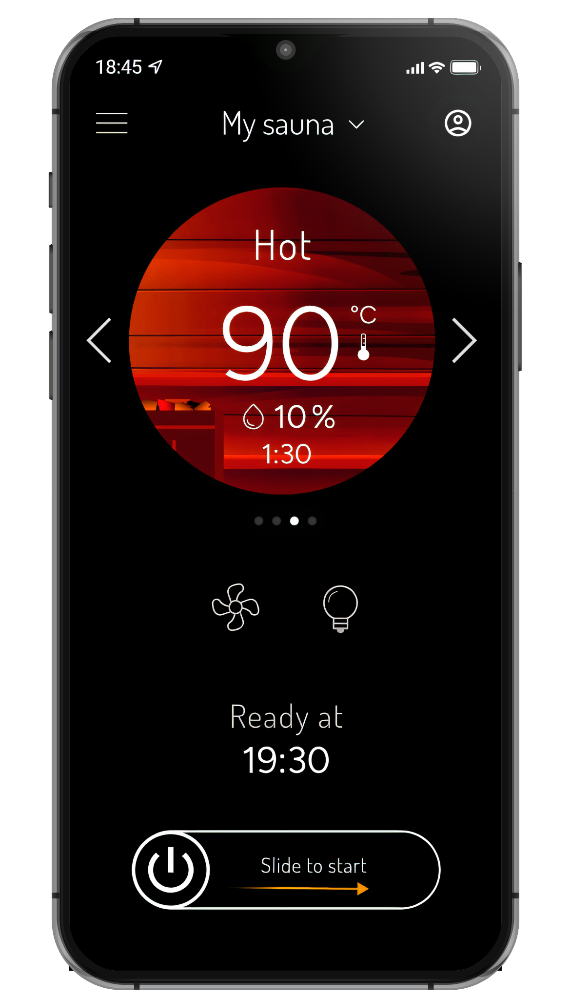 18:45
My sauna
Hot
90 °C
10 %
1:30
Ready at
19:30
Slide to start